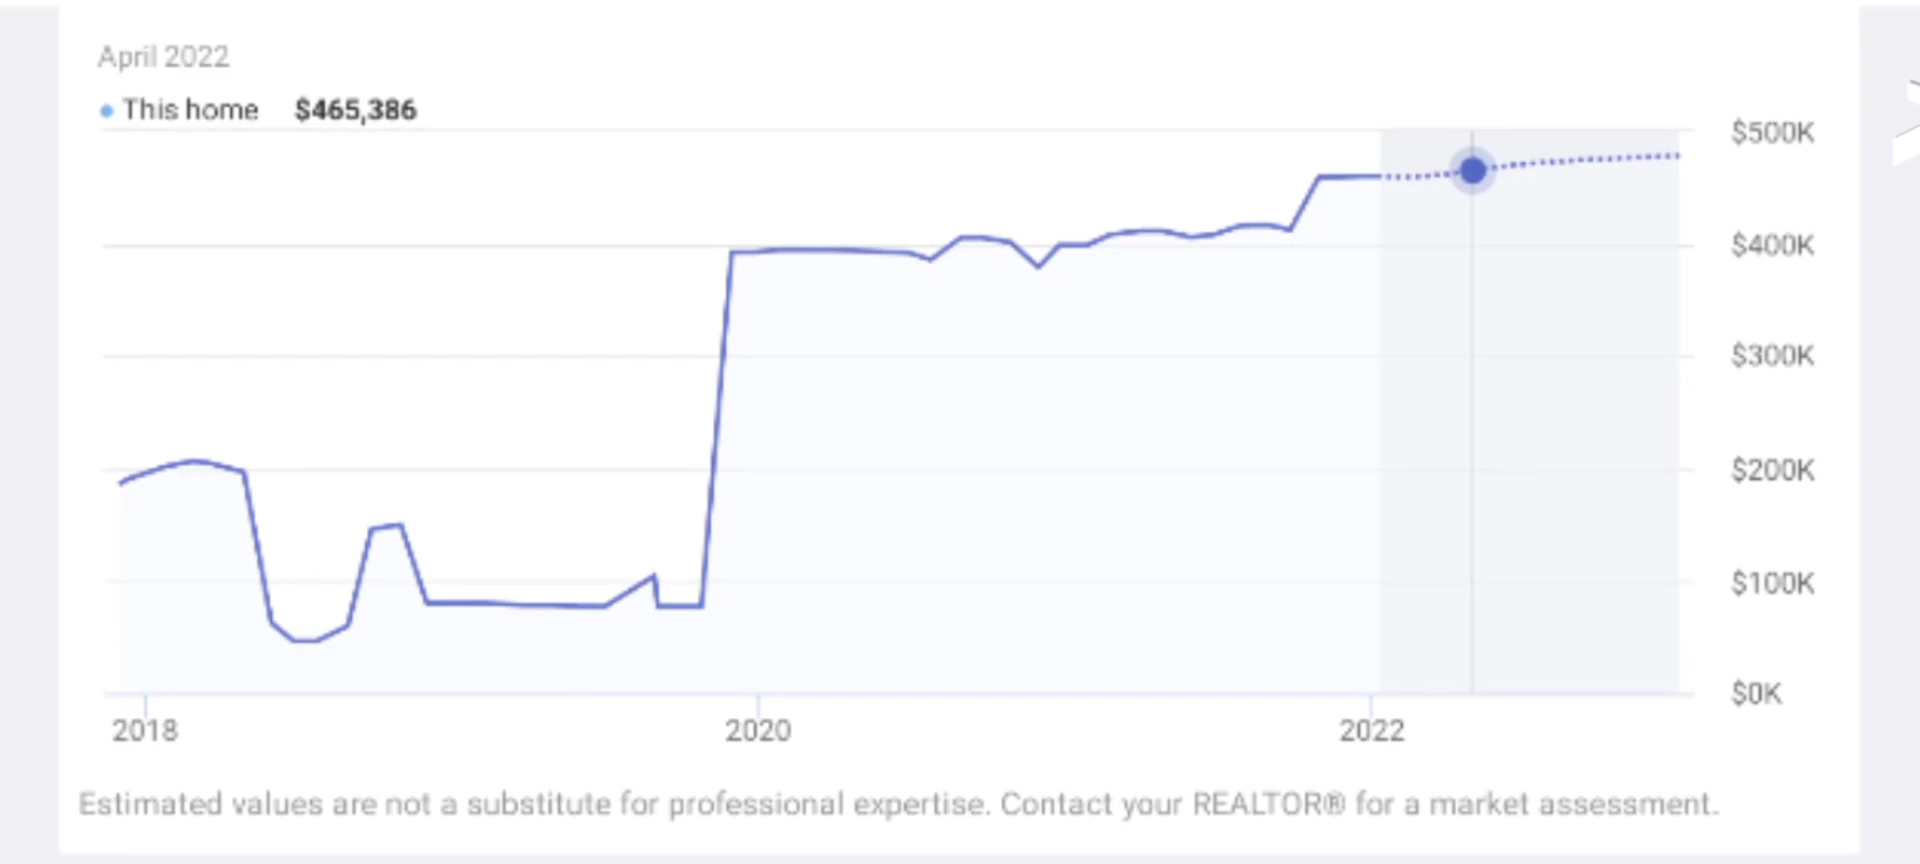 April 2022
This home $465,386
$500K
$400K
$300K
$200K
$100K
$0K
2018 2020 2022
Estimated values are not a substitute for professional expertise. Contact your REALTOR® for a market assessment.